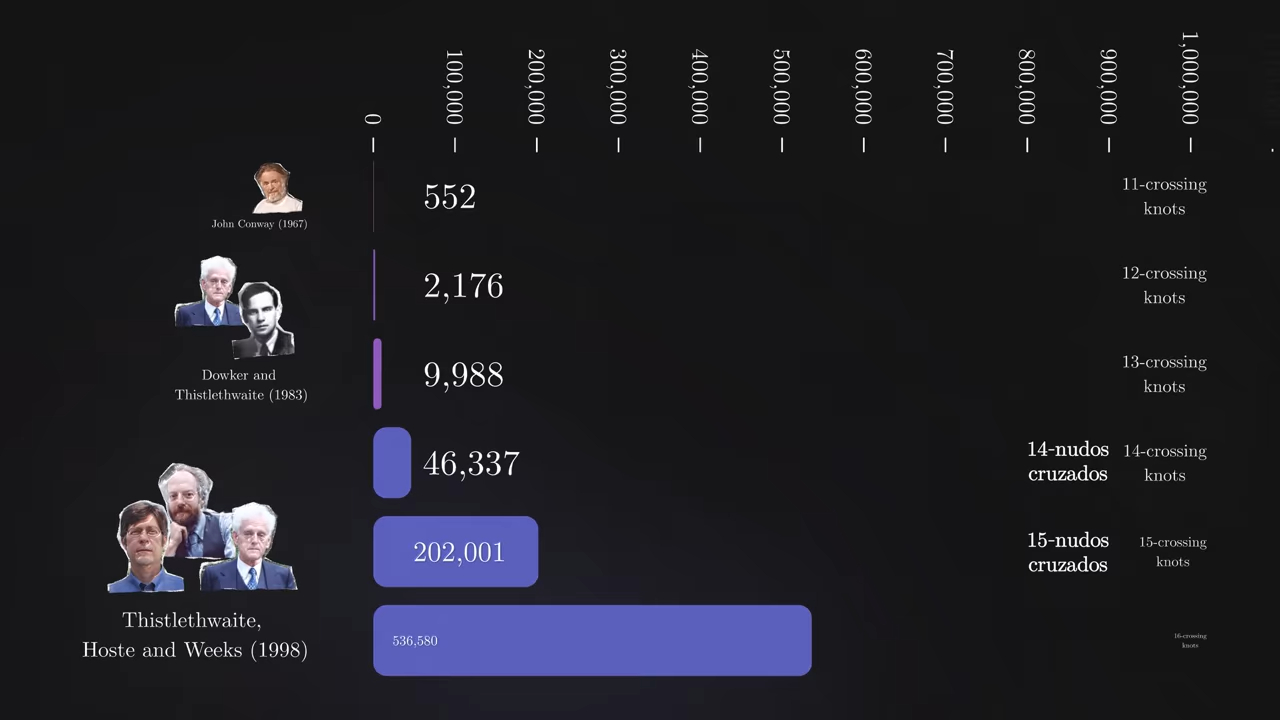 0
100,000
200,000
300,000
400,000
500,000
600,000
700,000
800,000
900,000
1,000,000
John Conway (1967)
552
11-crossing
knots
2,176
12-crossing
knots
Dowker and
Thistlethwaite (1983)
9,988
13-crossing
knots
46,337
14-nudos
cruzados
14-crossing
knots
202,001
15-nudos
cruzados
15-crossing
knots
Thistlethwaite,
Hoste and Weeks (1998)
536,580
16-crossing
knots